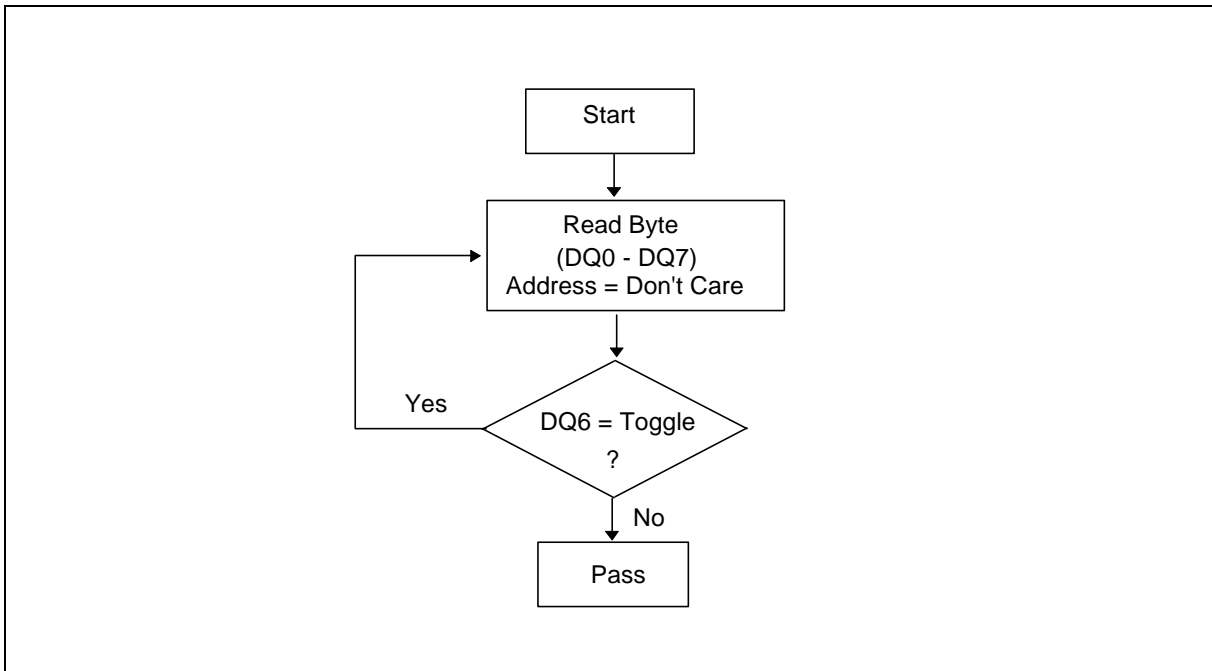 Start
Read Byte
(DQ0 - DQ7)
Address = Don't Care
Yes
DQ6 = Toggle
?
No
Pass